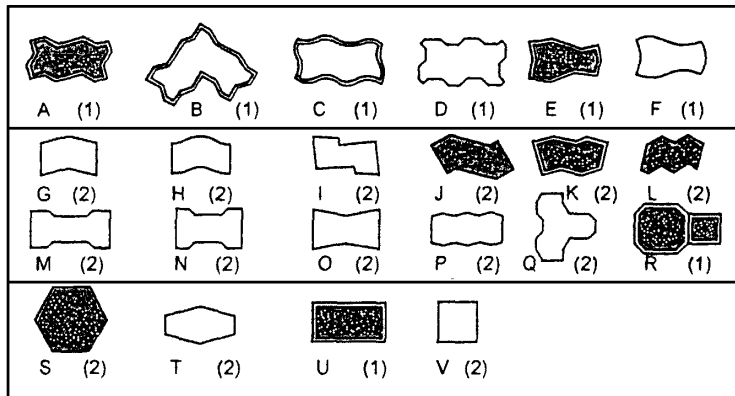 A (1) B (1) C (1) D (1) E (1) F (1)
G (2) H (2) I (2) J (2) K (2) L (2)
M (2) N (2) O (2) P (2) Q (2) R (1)
S (2) T (2) U (1) V (2)